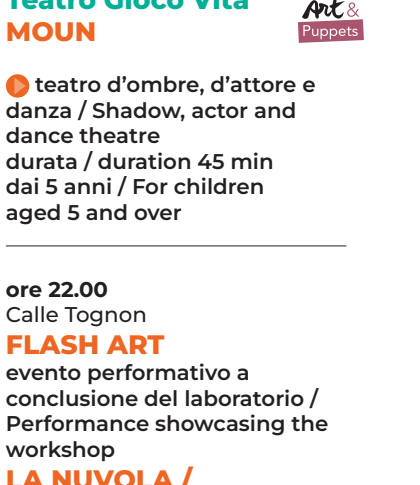 Teatro Gioco Vita
MOUN
Art &
Puppets
teatro d'ombre, d'attore e
danza / Shadow, actor and
dance theatre
durata / duration 45 min
dai 5 anni / For children
aged 5 and over
ore 22.00
Calle Tognon
FLASH ART
evento performativo a
conclusione del laboratorio /
Performance showcasing the
workshop
LA NUVOLA /